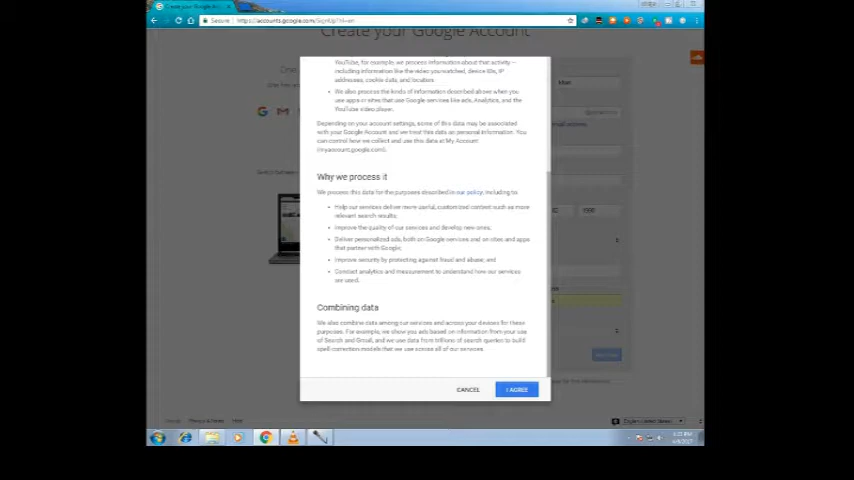 Create your Google Account
Secure
https://accounts.google.com/SignUp?hl=en
Create your Google Account
YouTube, for example, we process information about that activity –
including information like the video you watched, device IDs, IP
addresses, cookie data, and location.
We also process the kinds of information described above when you
use apps or sites that use Google services like ads, Analytics, and the
YouTube video player.
Depending on your account settings, some of this data may be associated
with your Google Account and we treat this data as personal information. You
can control how we collect and use this data at My Account
(myaccount.google.com).
Why we process it
We process this data for the purposes described in our policy, including to:
Help our services deliver more useful, customized content such as more
relevant search results;
Improve the quality of our services and develop new ones;
Deliver personalized ads, both on Google services and on sites and apps
that partner with Google;
Improve security by protecting against fraud and abuse; and
Conduct analytics and measurement to understand how our services
are used.
Combining data
We also combine data among our services and across your devices for these
purposes. For example, we show you ads based on information from your use
of Search and Gmail, and we use data from trillions of search queries to build
spell-correction models that we use across all of our services.
CANCEL
I AGREE